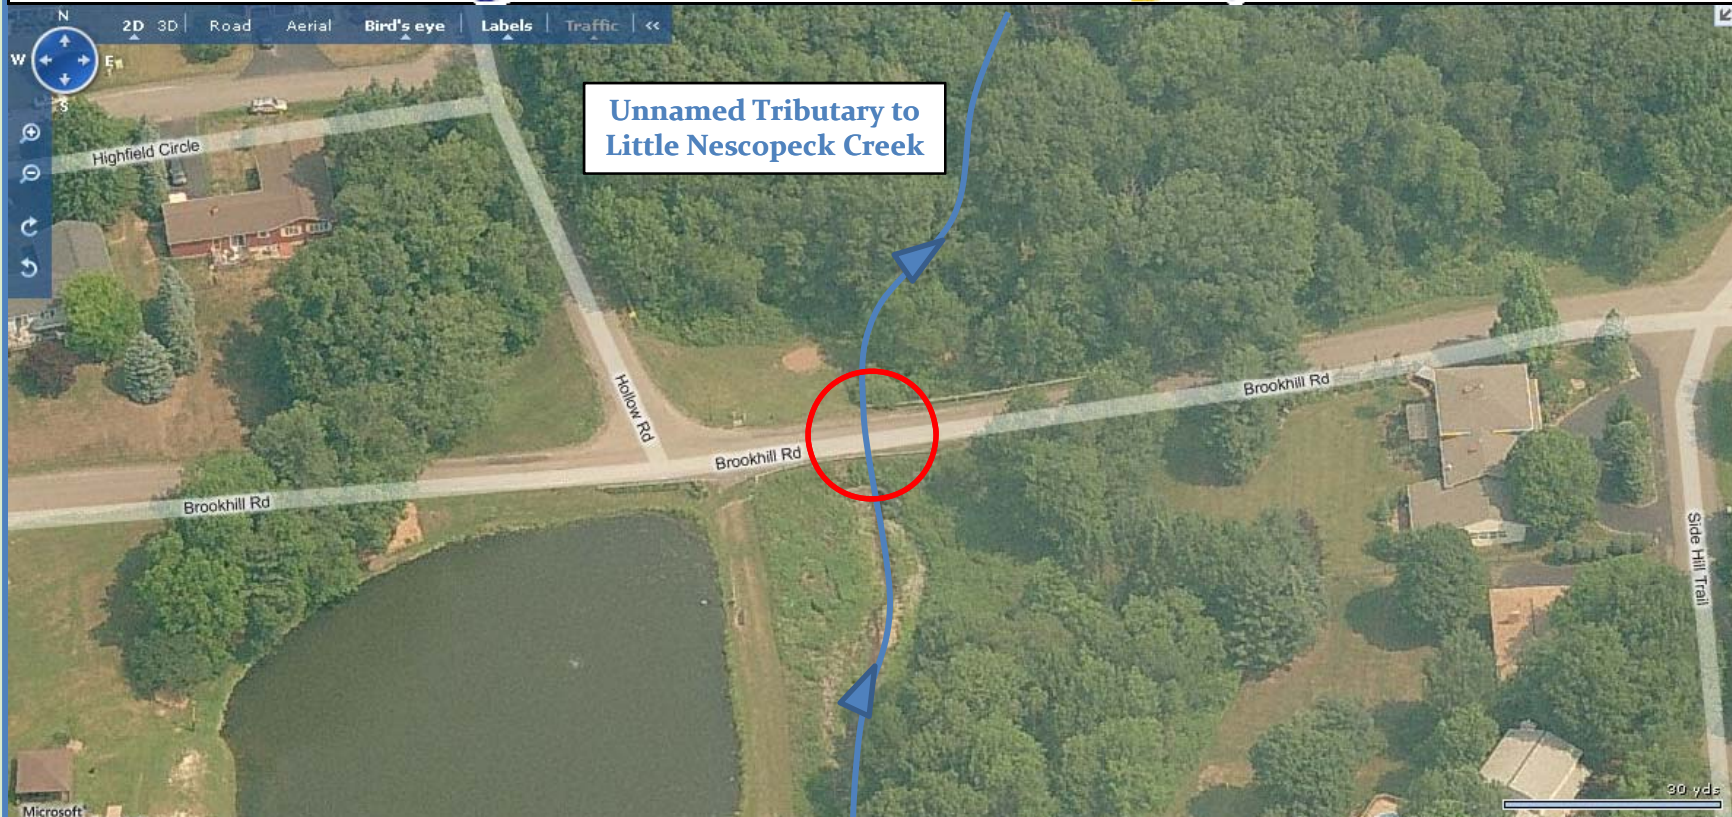 N
2D 3D Road Aerial Bird's eye Labels Traffic <<
W E
S
Unnamed Tributary to
Little Nescopeck Creek
Highfield Circle
Hollow Rd
Brookhill Rd
Brookhill Rd
Brookhill Rd
Side Hill Trail
30 yds
Microsoft®